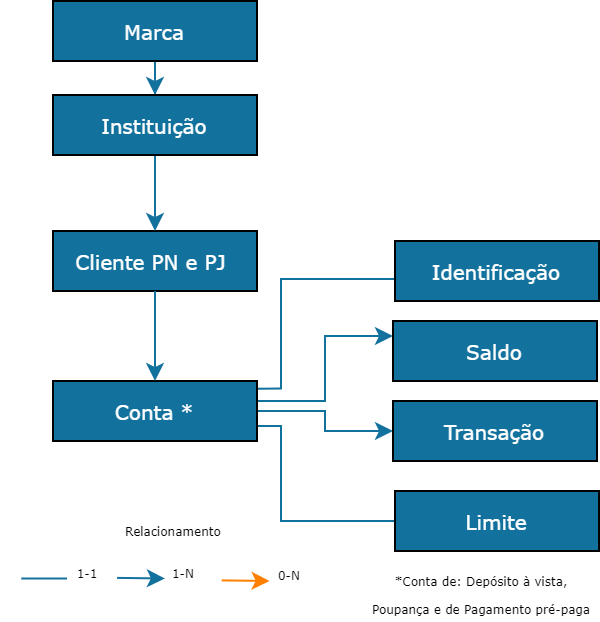 Marca
Instituição
Cliente PN e PJ
Identificação
Saldo
Conta *
Transação
Limite
Relacionamento
1-1
1-N
0-N
*Conta de: Depósito à vista,
Poupança e de Pagamento pré-paga